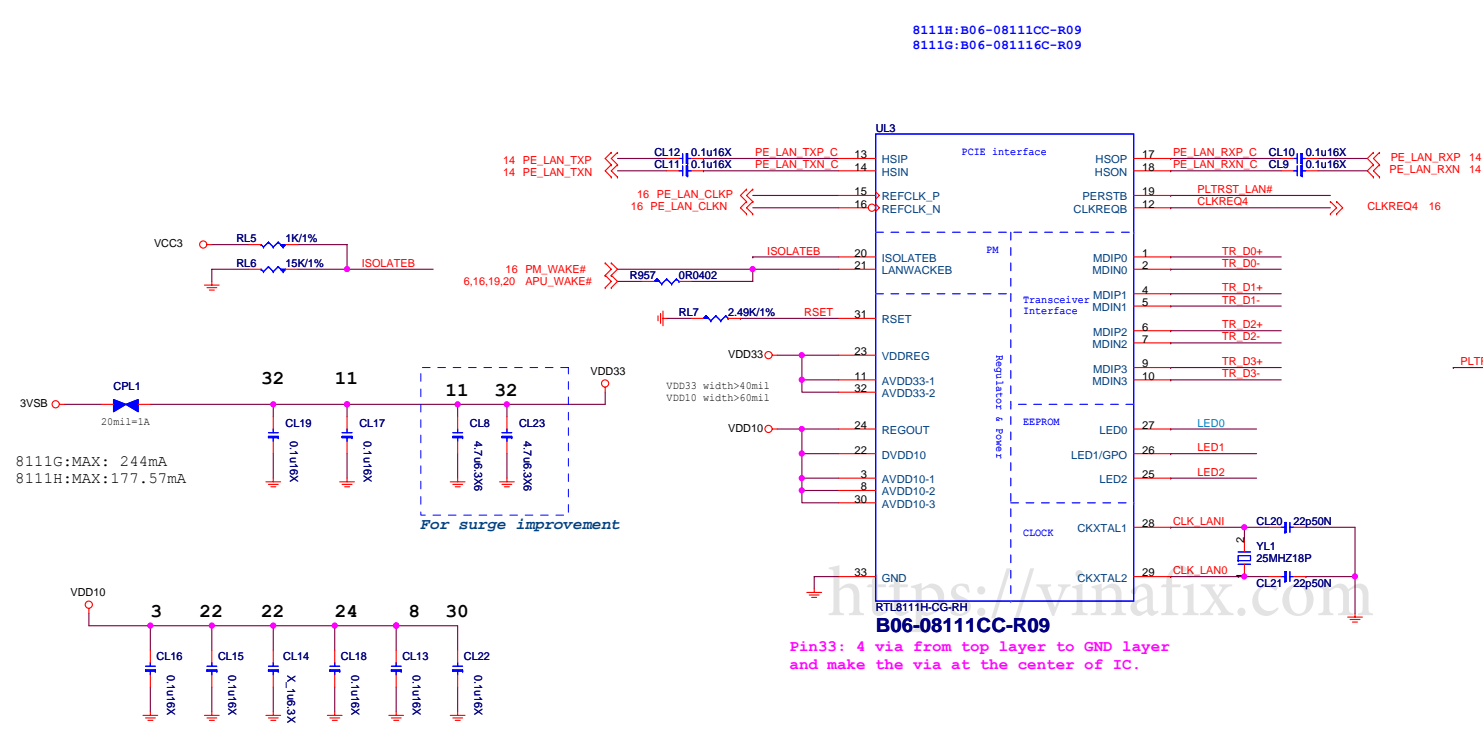 8111H:B06-08111CC-R09
8111G:B06-081116C-R09
UL3
PCIE interface
14 PE_LAN_TXP
CL12
0.1u16X
PE_LAN_TXP_C
13
HSIP
14 PE_LAN_TXN
CL11
0.1u16X
PE_LAN_TXN_C
14
HSIN
16 PE_LAN_CLKP
15
REFCLK_P
16 PE_LAN_CLKN
16
REFCLK_N
HSOP
17
PE_LAN_RXP_C
CL10
0.1u16X
PE_LAN_RXP 14
HSON
18
PE_LAN_RXN_C
CL9
0.1u16X
PE_LAN_RXN 14
PERSTB
19
PLTRST_LAN#
CLKREQB
12
CLKREQ4
CLKREQ4 16
VCC3
RL5
1K/1%
RL6
15K/1%
ISOLATEB
ISOLATEB
20
ISOLATEB
PM
16 PM_WAKE#
21
LANWACKEB
6,16,19,20 APU_WAKE#
R957
0R0402
RL7
2.49K/1%
RSET
31
RSET
Transceiver
Interface
MDIP0
1
TR_D0+
MDIN0
2
TR_D0-
MDIP1
4
TR_D1+
MDIN1
5
TR_D1-
MDIP2
6
TR_D2+
MDIN2
7
TR_D2-
MDIP3
9
TR_D3+
MDIN3
10
TR_D3-
PLTR
VDD33
23
VDDREG
11
AVDD33-1
32
AVDD33-2
VDD33 width>40mil
VDD10 width>60mil
Regulator & Power
VDD10
24
REGOUT
22
DVDD10
3
AVDD10-1
8
AVDD10-2
30
AVDD10-3
EEPROM
LED0
27
LED0
LED1/GPO
26
LED1
LED2
25
LED2
CLOCK
CKXTAL1
28
CLK_LANI
CL20
22p50N
2
YL1
25MHZ18P
1
CKXTAL2
29
CLK_LAN0
CL21
22p50N
33
GND
RTL8111H-CG-RH
B06-08111CC-R09
Pin33: 4 via from top layer to GND layer
and make the via at the center of IC.
3VSB
CPL1
20mil=1A
32
11
11
32
VDD33
CL19
0.1u16X
CL17
0.1u16X
CL8
4.7u6.3X6
CL23
4.7u6.3X6
8111G:MAX: 244mA
8111H:MAX:177.57mA
For surge improvement
VDD10
3
22
22
24
8
30
CL16
0.1u16X
CL15
0.1u16X
CL14
X_1u6.3X
CL18
0.1u16X
CL13
0.1u16X
CL22
0.1u16X
https://vinafix.com